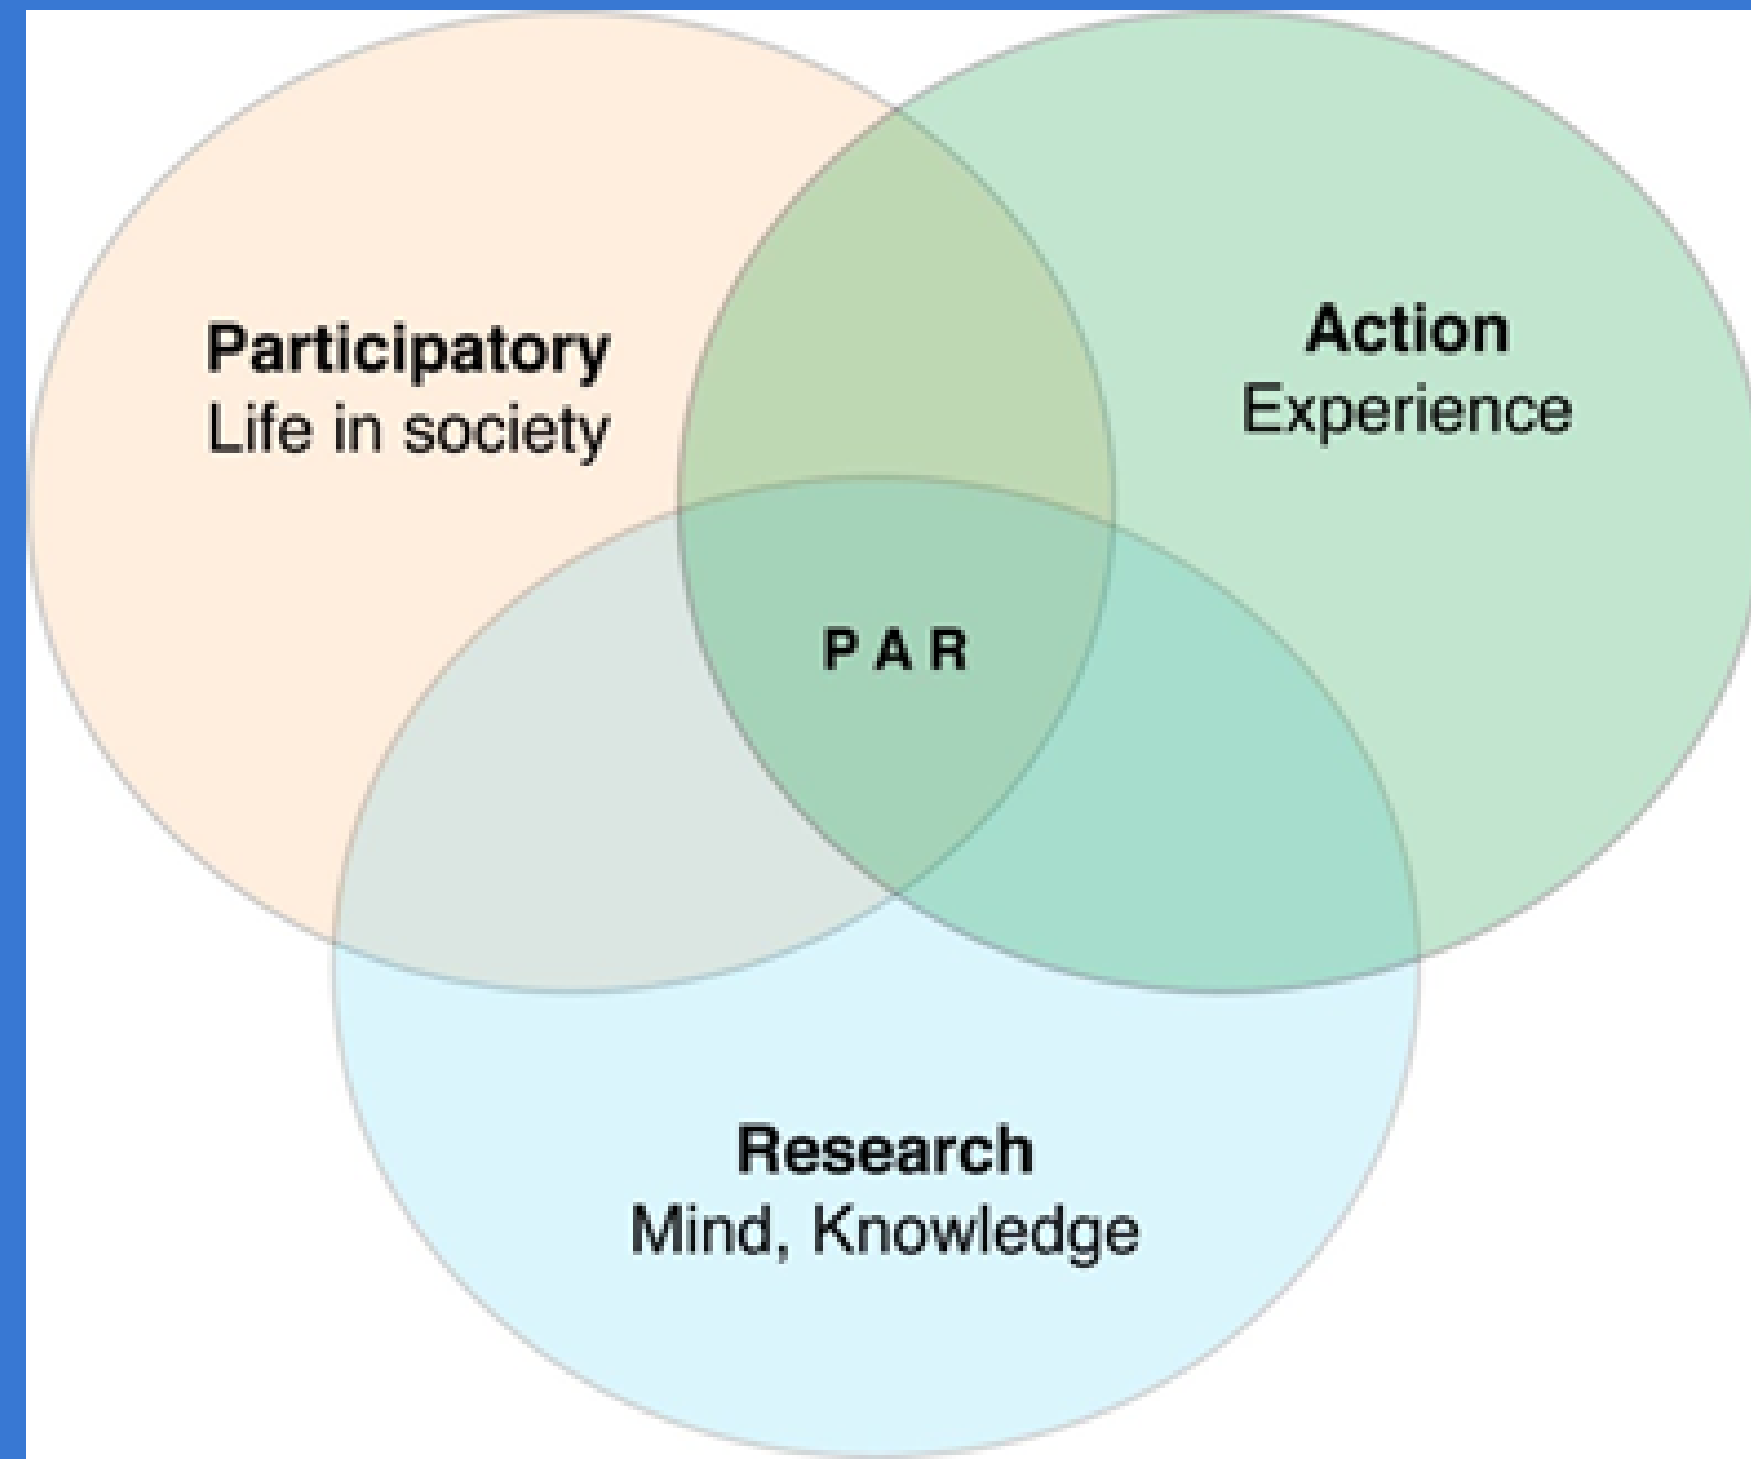 Participatory
Life in society
Action
Experience
P A R
Research
Mind, Knowledge